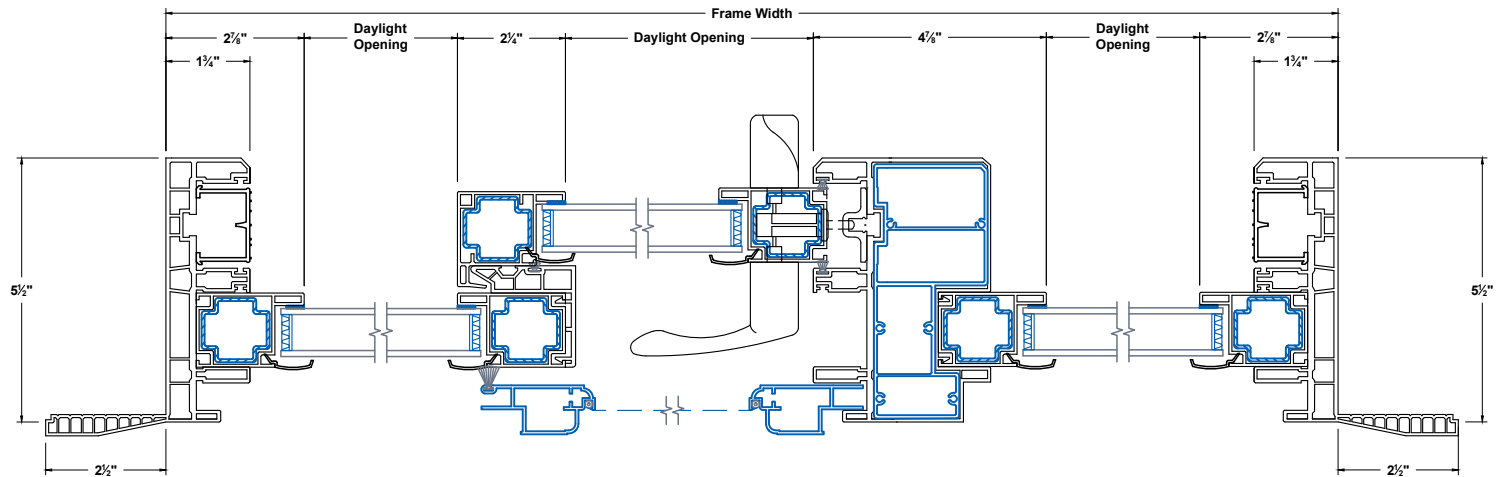 Frame Width
2⅞"
Daylight
Opening
2¼"
Daylight Opening
4⅞"
Daylight
Opening
2⅞"
1¾"
1¾"
5½"
5½"
2½"
2½"